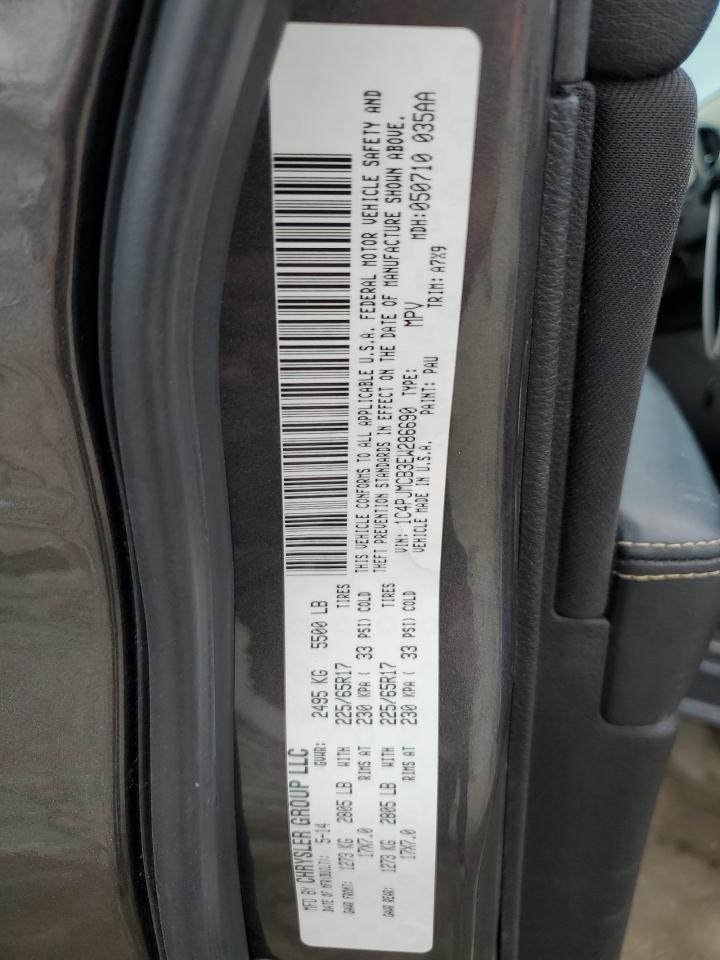 MFD BY CHRYSLER GROUP LLC
DATE OF MFR(BUILT): 5-14 GVWR: 2495 KG 5500 LB
GAWR FRONT: 1273 KG 2805 LB WITH 225/65R17 TIRES
17X7.0 RIMS AT 230 KPA ( 33 PSI) COLD
GAWR REAR: 1273 KG 2805 LB WITH 225/65R17 TIRES
17X7.0 RIMS AT 230 KPA ( 33 PSI) COLD
THIS VEHICLE CONFORMS TO ALL APPLICABLE U.S.A. FEDERAL MOTOR VEHICLE SAFETY AND
THEFT PREVENTION STANDARDS IN EFFECT ON THE DATE OF MANUFACTURE SHOWN ABOVE.
VIN: 1C4PJMCB3EW286690 TYPE: MPV MDH:050710 035AA
VEHICLE MADE IN U.S.A. PAINT: PAU TRIM: A7X9